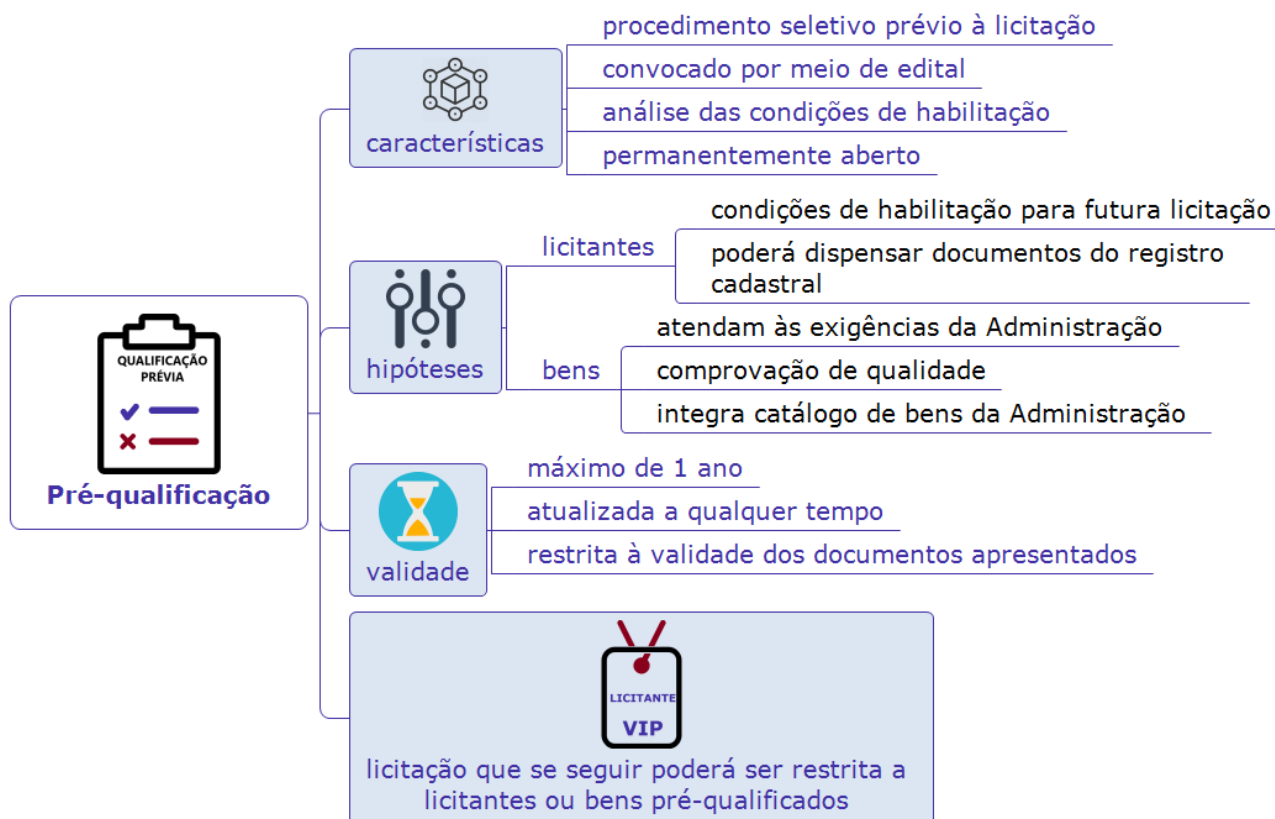 procedimento seletivo prévio à licitação
convocado por meio de edital
análise das condições de habilitação
permanentemente aberto
características
condições de habilitação para futura licitação
licitantes
poderá dispensar documentos do registro
cadastral
atendam às exigências da Administração
hipóteses
bens
comprovação de qualidade
integra catálogo de bens da Administração
QUALIFICAÇÃO
PRÉVIA
Pré-qualificação
máximo de 1 ano
atualizada a qualquer tempo
restrita à validade dos documentos apresentados
validade
LICITANTE
VIP
licitação que se seguir poderá ser restrita a
licitantes ou bens pré-qualificados